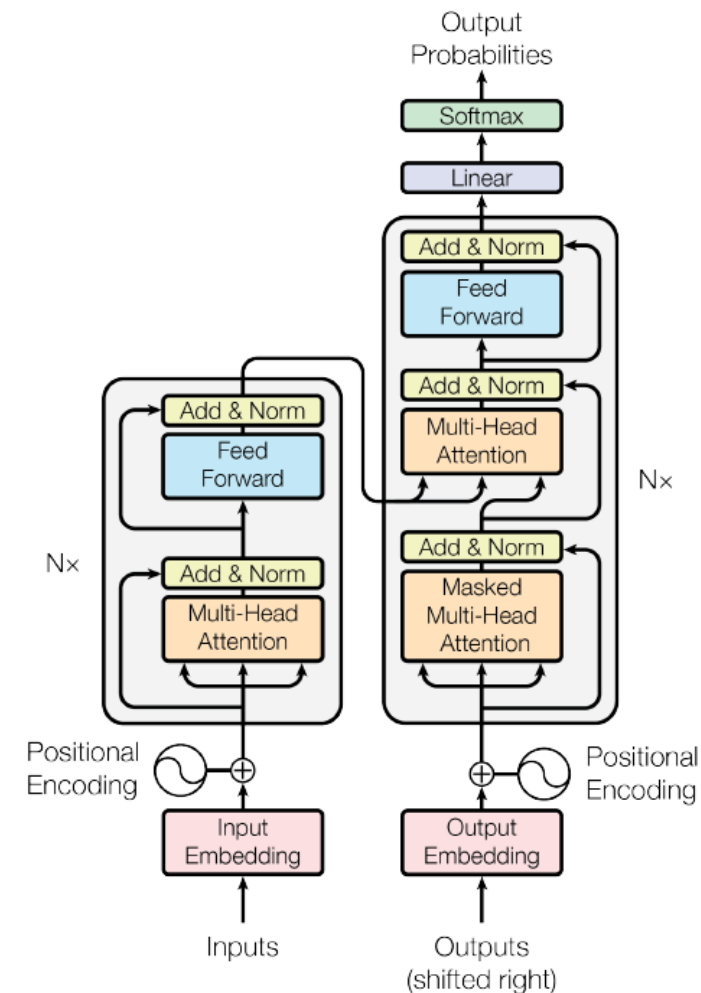 Output
Probabilities
Softmax
Linear
Add & Norm
Feed
Forward
Add & Norm
Multi-Head
Attention
Add & Norm
Masked
Multi-Head
Attention
Nx
Add & Norm
Feed
Forward
Add & Norm
Multi-Head
Attention
Nx
Positional
Encoding
Positional
Encoding
Input
Embedding
Output
Embedding
Inputs
Outputs
(shifted right)